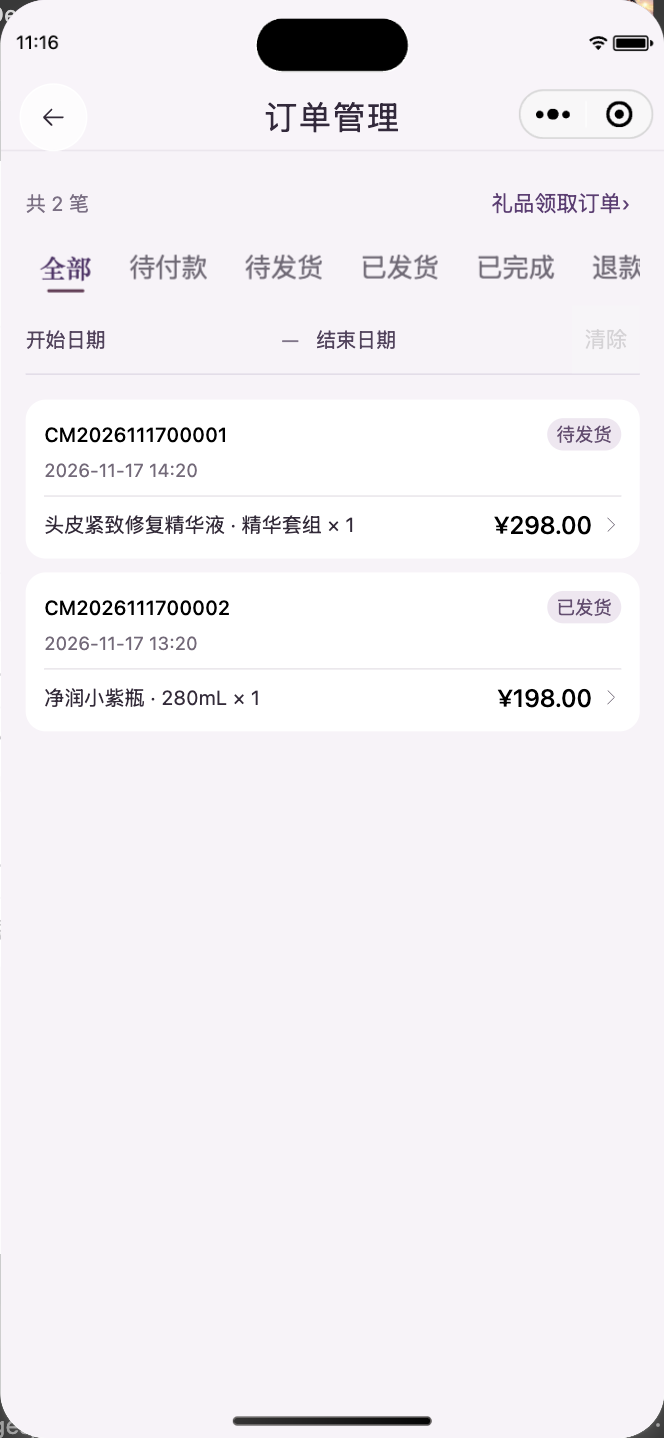 11:16
订单管理
共 2 笔
礼品领取订单›
全部 待付款 待发货 已发货 已完成 退款
开始日期 — 结束日期 清除
CM2026111700001 待发货
2026-11-17 14:20
头皮紧致修复精华液 · 精华套组 × 1 ¥298.00
CM2026111700002 已发货
2026-11-17 13:20
净润小紫瓶 · 280mL × 1 ¥198.00